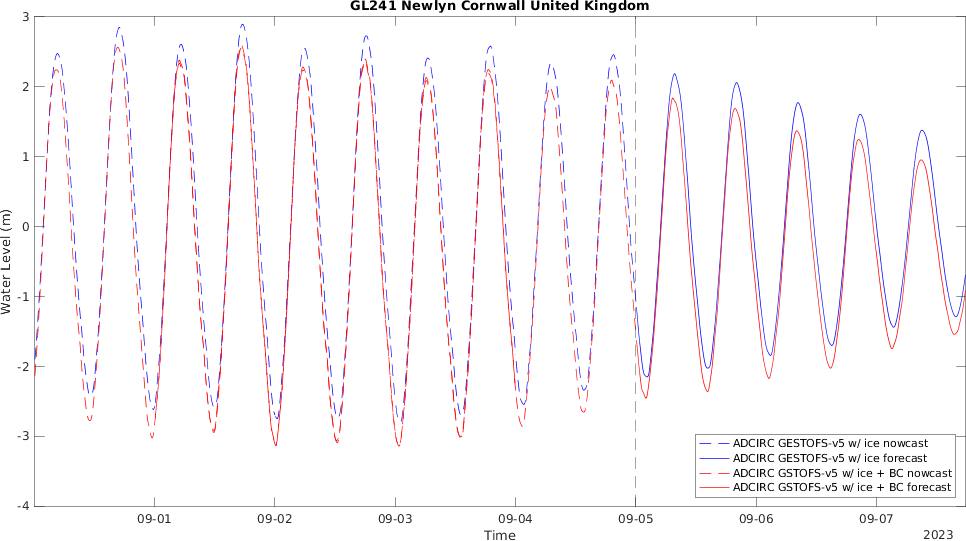 GL241 Newlyn Cornwall United Kingdom
Water Level (m)
3
2
1
0
-1
-2
-3
-4
ADCIRC GESTOFS-v5 w/ ice nowcast
ADCIRC GESTOFS-v5 w/ ice forecast
ADCIRC GSTOFS-v5 w/ ice + BC nowcast
ADCIRC GSTOFS-v5 w/ ice + BC forecast
09-01 09-02 09-03 09-04 09-05 09-06 09-07
Time
2023